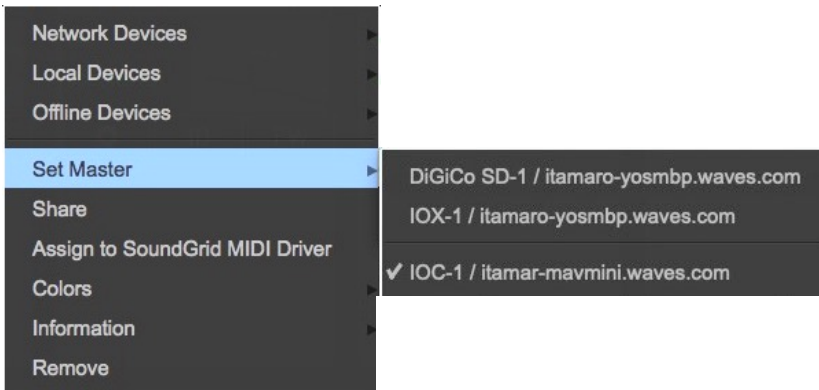 Network Devices
Local Devices
Offline Devices
Set Master
Share
Assign to SoundGrid MIDI Driver
Colors
Information
Remove
DiGiCo SD-1 / itamaro-yosmbp.waves.com
IOX-1 / itamaro-yosmbp.waves.com
✔ IOC-1 / itamar-mavmini.waves.com